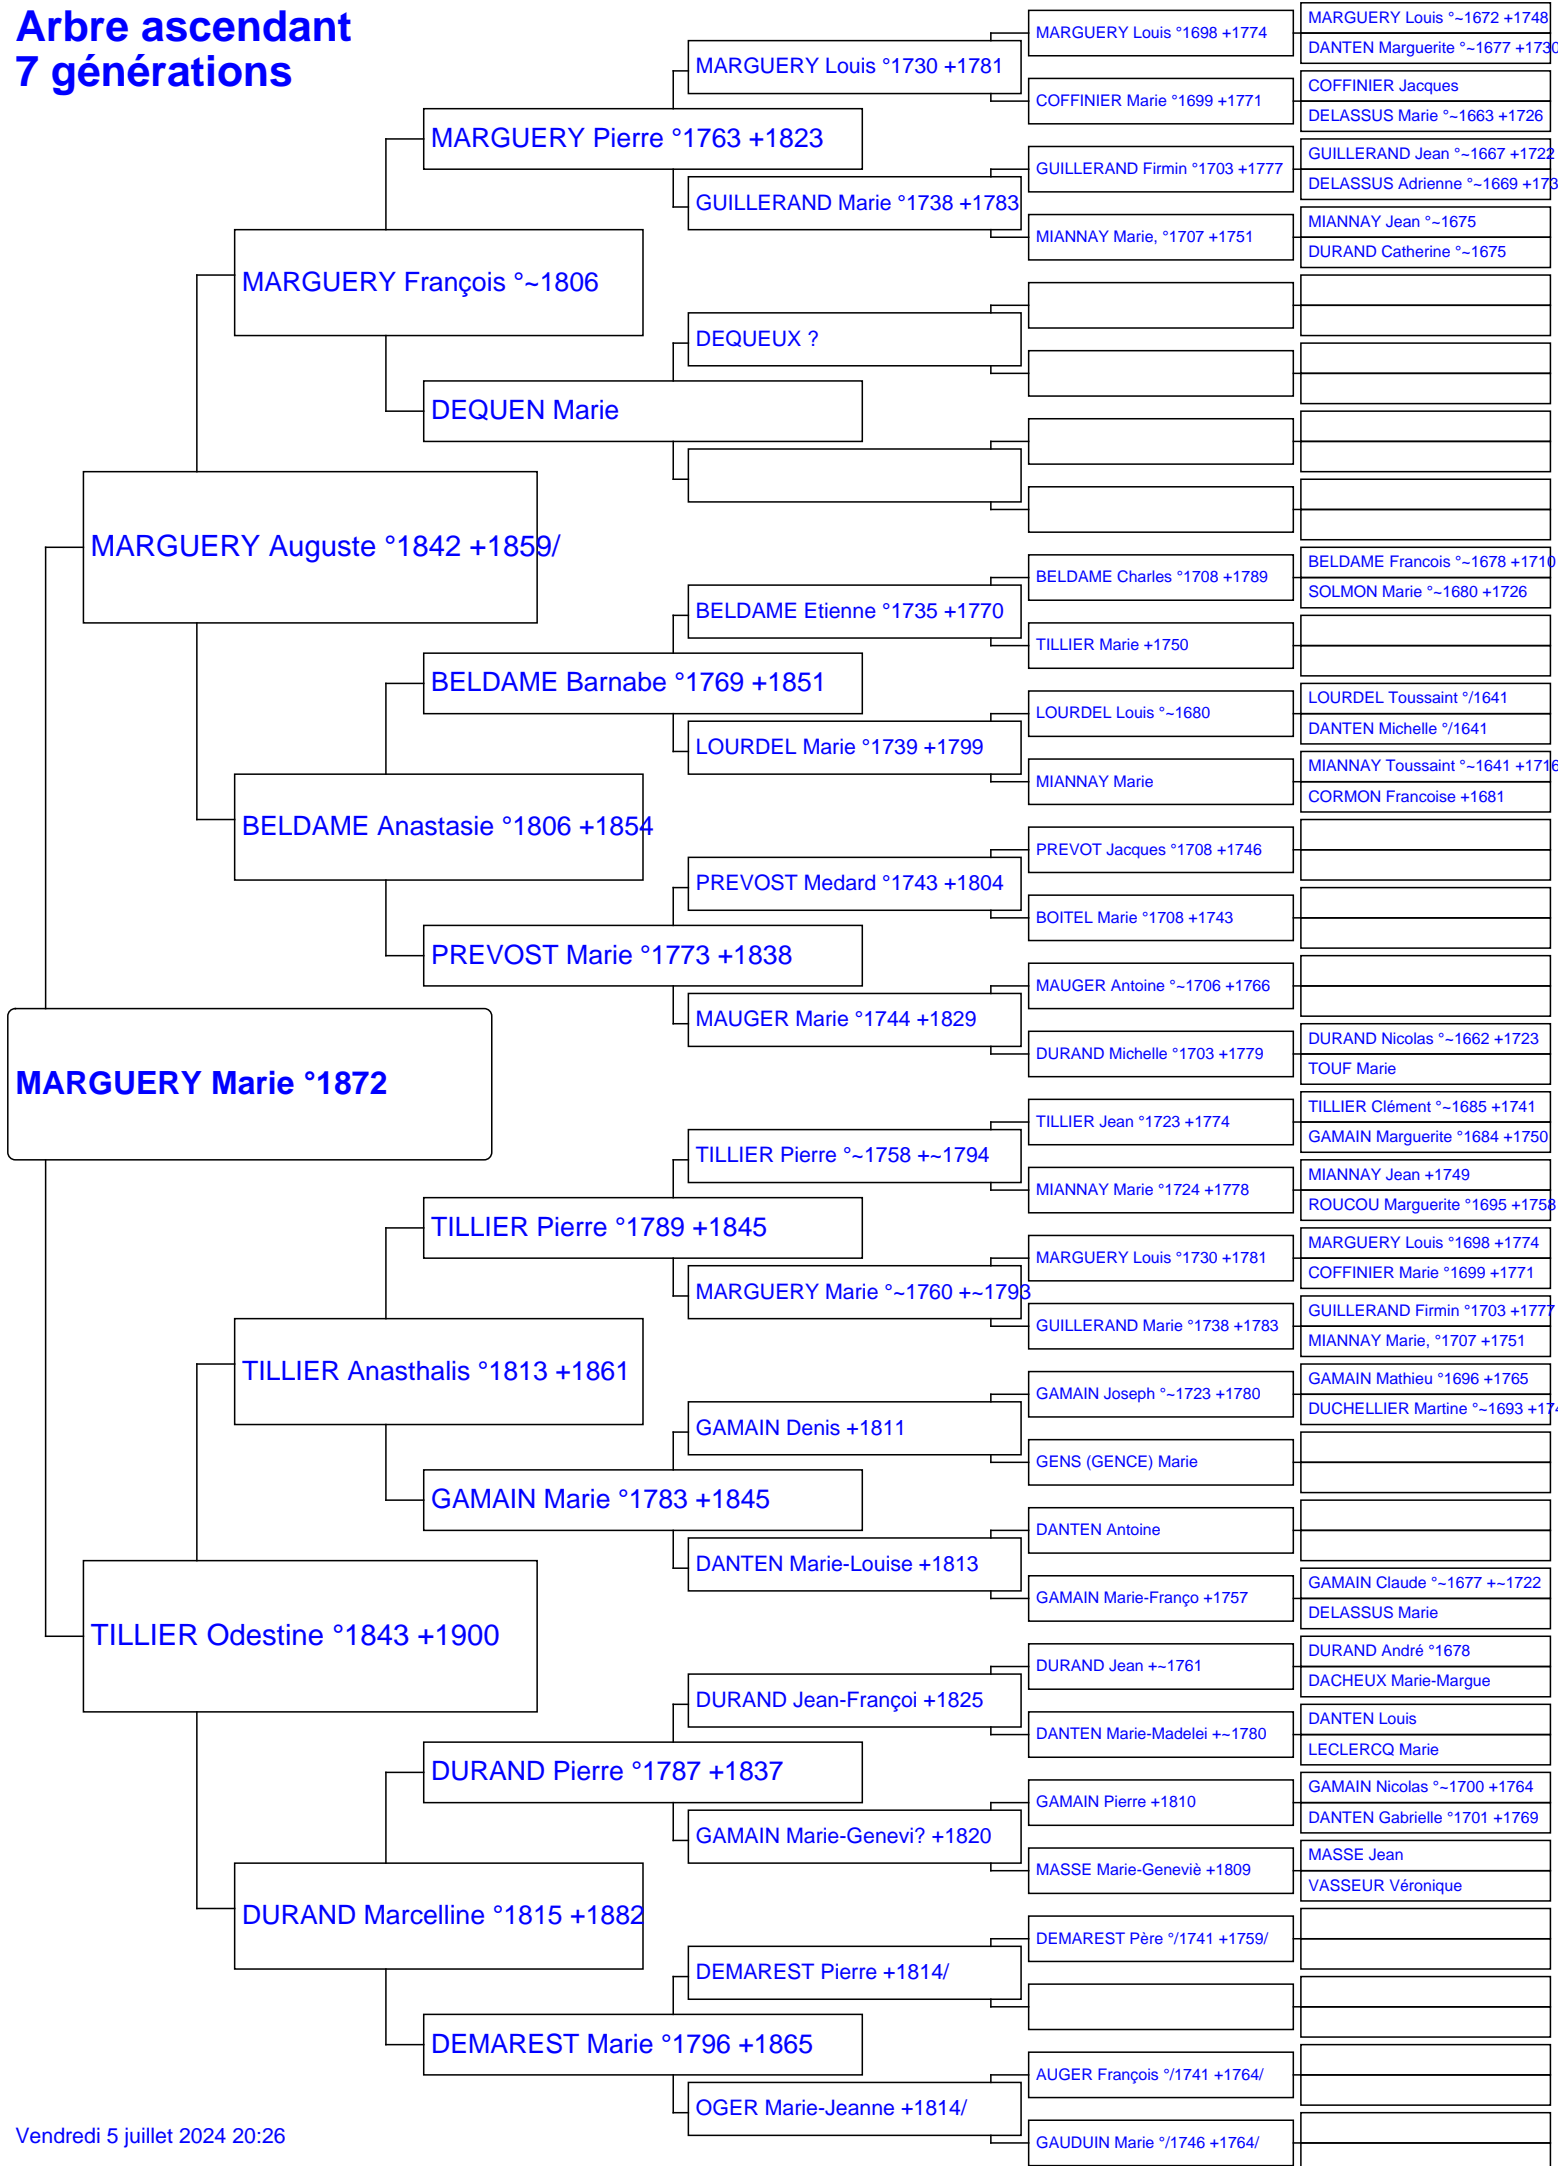 Arbre ascendant
7 générations
MARGUERY Marie °1872
MARGUERY Auguste °1842 +1859/
TILLIER Odestine °1843 +1900
MARGUERY François °~1806
BELDAME Anastasie °1806 +1854
TILLIER Anasthalis °1813 +1861
DURAND Marcelline °1815 +1882
MARGUERY Pierre °1763 +1823
DEQUEN Marie
BELDAME Barnabe °1769 +1851
PREVOST Marie °1773 +1838
TILLIER Pierre °1789 +1845
GAMAIN Marie °1783 +1845
DURAND Pierre °1787 +1837
DEMAREST Marie °1796 +1865
MARGUERY Louis °1730 +1781
GUILLERAND Marie °1738 +1783
DEQUEUX ?
BELDAME Etienne °1735 +1770
LOURDEL Marie °1739 +1799
PREVOST Medard °1743 +1804
MAUGER Marie °1744 +1829
TILLIER Pierre °~1758 +~1794
MARGUERY Marie °~1760 +~1793
GAMAIN Denis +1811
DANTEN Marie-Louise +1813
DURAND Jean-Françoi +1825
GAMAIN Marie-Genevi? +1820
DEMAREST Pierre +1814/
OGER Marie-Jeanne +1814/
MARGUERY Louis °1698 +1774
COFFINIER Marie °1699 +1771
GUILLERAND Firmin °1703 +1777
MIANNAY Marie, °1707 +1751
BELDAME Charles °1708 +1789
TILLIER Marie +1750
LOURDEL Louis °~1680
MIANNAY Marie
PREVOT Jacques °1708 +1746
BOITEL Marie °1708 +1743
MAUGER Antoine °~1706 +1766
DURAND Michelle °1703 +1779
TILLIER Jean °1723 +1774
MIANNAY Marie °1724 +1778
MARGUERY Louis °1730 +1781
GUILLERAND Marie °1738 +1783
GAMAIN Joseph °~1723 +1780
GENS (GENCE) Marie
DANTEN Antoine
GAMAIN Marie-Franço +1757
DURAND Jean +~1761
DANTEN Marie-Madelei +~1780
GAMAIN Pierre +1810
MASSE Marie-Geneviè +1809
DEMAREST Père °/1741 +1759/
AUGER François °/1741 +1764/
GAUDUIN Marie °/1746 +1764/
MARGUERY Louis °~1672 +1748
DANTEN Marguerite °~1677 +1730
COFFINIER Jacques
DELASSUS Marie °~1663 +1726
GUILLERAND Jean °~1667 +1722
DELASSUS Adrienne °~1669 +173
MIANNAY Jean °~1675
DURAND Catherine °~1675
BELDAME Francois °~1678 +1710
SOLMON Marie °~1680 +1726
LOURDEL Toussaint °/1641
DANTEN Michelle °/1641
MIANNAY Toussaint °~1641 +1716
CORMON Francoise +1681
DURAND Nicolas °~1662 +1723
TOUF Marie
TILLIER Clément °~1685 +1741
GAMAIN Marguerite °1684 +1750
MIANNAY Jean +1749
ROUCOU Marguerite °1695 +1758
MARGUERY Louis °1698 +1774
COFFINIER Marie °1699 +1771
GUILLERAND Firmin °1703 +1777
MIANNAY Marie, °1707 +1751
GAMAIN Mathieu °1696 +1765
DUCHELLIER Martine °~1693 +174
GAMAIN Claude °~1677 +~1722
DELASSUS Marie
DURAND André °1678
DACHEUX Marie-Margue
DANTEN Louis
LECLERCQ Marie
GAMAIN Nicolas °~1700 +1764
DANTEN Gabrielle °1701 +1769
MASSE Jean
VASSEUR Véronique
Vendredi 5 juillet 2024 20:26